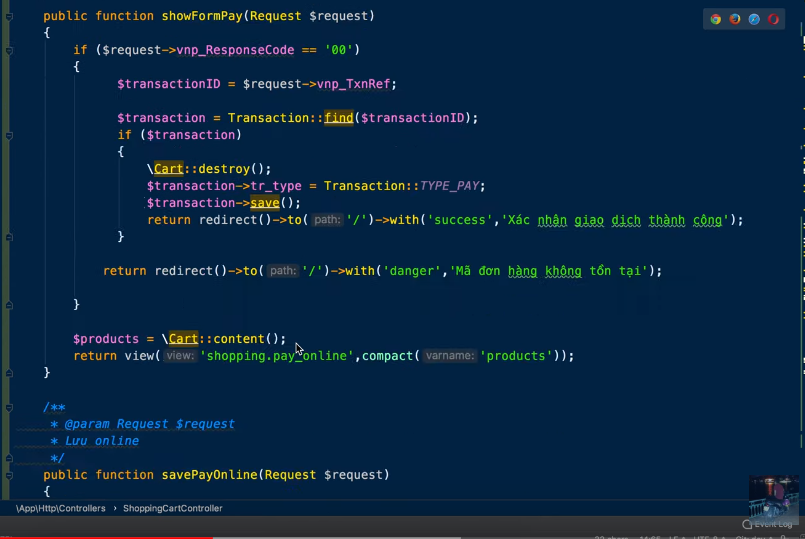 public function showFormPay(Request $request)
{
if ($request->vnp_ResponseCode == '00')
{
$transactionID = $request->vnp_TxnRef;
$transaction = Transaction::find($transactionID);
if ($transaction)
{
\Cart::destroy();
$transaction->tr_type = Transaction::TYPE_PAY;
$transaction->save();
return redirect()->to( path: '/')->with('success','Xác nhận giao dịch thành công');
}
return redirect()->to( path: '/')->with('danger','Mã đơn hàng không tồn tại');
}
$products = \Cart::content();
return view( view: 'shopping.pay_online',compact( varname: 'products'));
}
/**
* @param Request $request
* Lưu online
*/
public function savePayOnline(Request $request)
{
\App\Http\Controllers › ShoppingCartController
Event Log